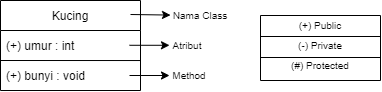 Kucing
Nama Class
(+) umur : int
Atribut
(+) bunyi : void
Method
(+) Public
(-) Private
(#) Protected